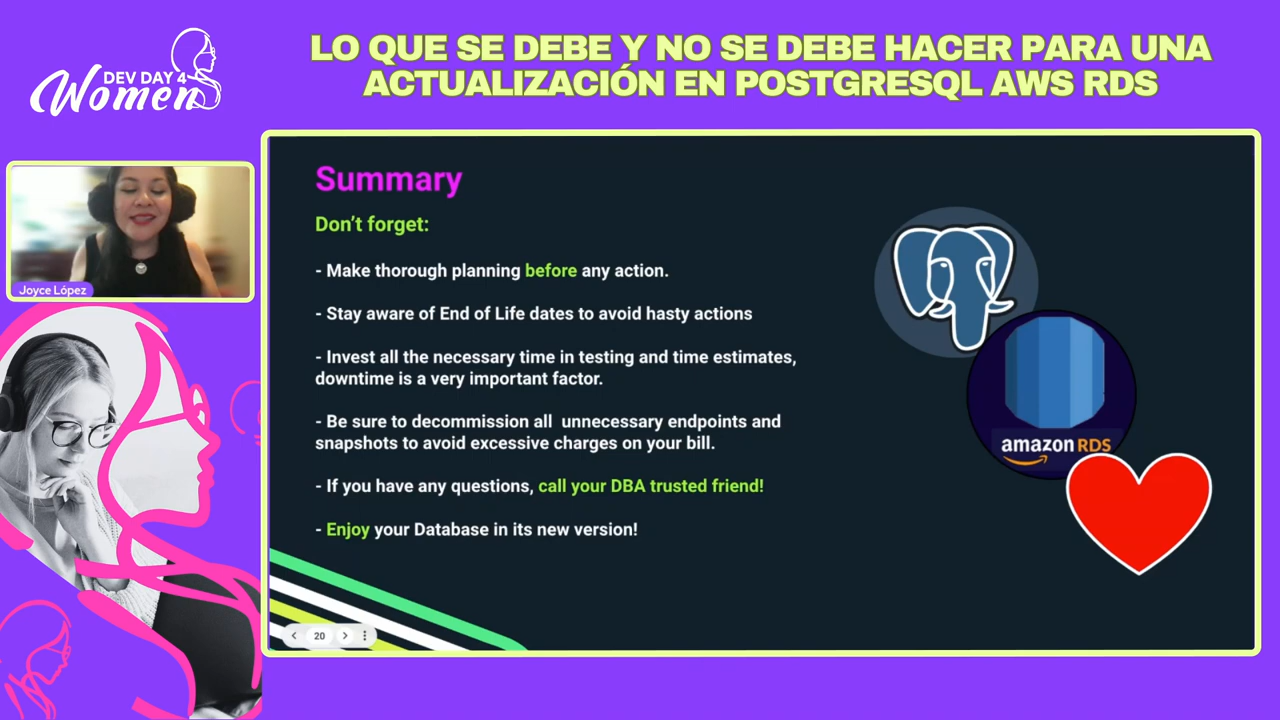 DEV DAY 4
Women
LO QUE SE DEBE Y NO SE DEBE HACER PARA UNA
ACTUALIZACIÓN EN POSTGRESQL AWS RDS
Joyce López
Summary
Don't forget:
- Make thorough planning before any action.
- Stay aware of End of Life dates to avoid hasty actions
- Invest all the necessary time in testing and time estimates,
downtime is a very important factor.
- Be sure to decommission all unnecessary endpoints and
snapshots to avoid excessive charges on your bill.
- If you have any questions, call your DBA trusted friend!
- Enjoy your Database in its new version!
amazon RDS
20